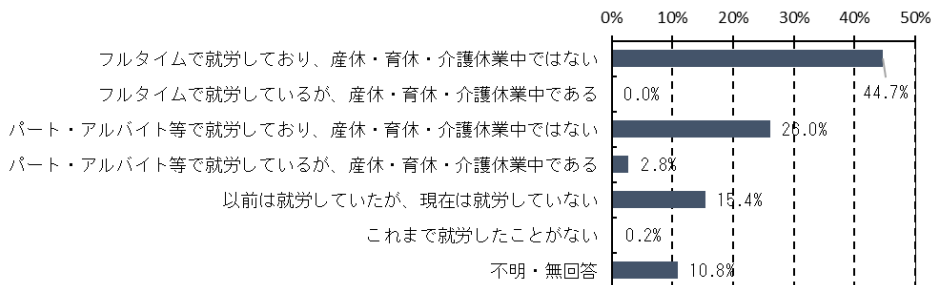 0% 10% 20% 30% 40% 50%
フルタイムで就労しており、産休・育休・介護休業中ではない
44.7%
フルタイムで就労しているが、産休・育休・介護休業中である 0.0%
パート・アルバイト等で就労しており、産休・育休・介護休業中ではない 26.0%
パート・アルバイト等で就労しているが、産休・育休・介護休業中である 2.8%
以前は就労していたが、現在は就労していない 15.4%
これまで就労したことがない 0.2%
不明・無回答 10.8%